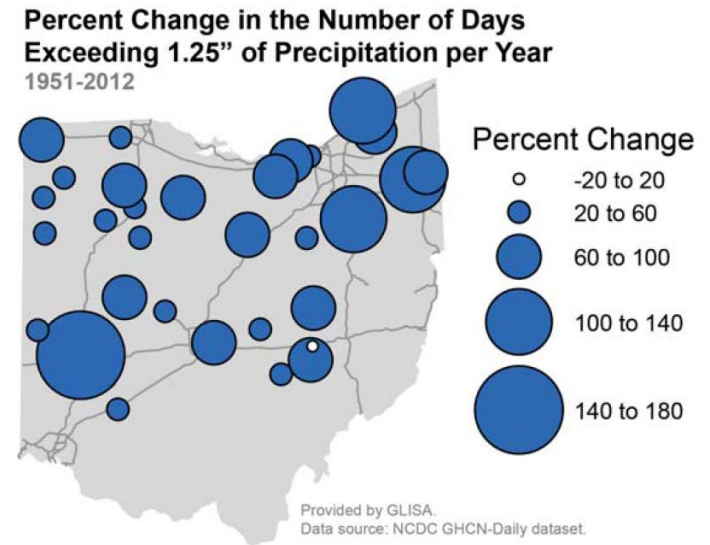 Percent Change in the Number of Days
Exceeding 1.25” of Precipitation per Year
1951-2012
Percent Change
-20 to 20
20 to 60
60 to 100
100 to 140
140 to 180
Provided by GLISA.
Data source: NCDC GHCN-Daily dataset.